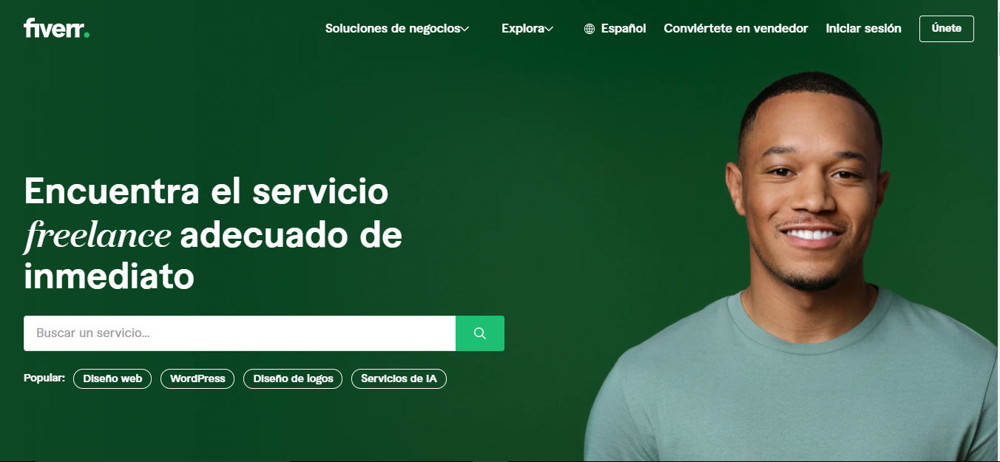 fiverr.
Soluciones de negocios
Explora
Español
Conviértete en vendedor
Iniciar sesión
Únete
Encuentra el servicio
freelance adecuado de
inmediato
Buscar un servicio...
Popular:
Diseño web
WordPress
Diseño de logos
Servicios de IA